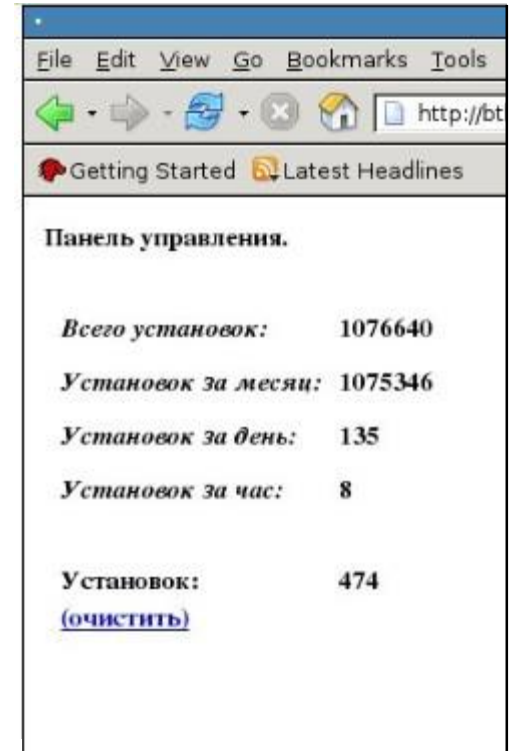 File Edit View Go Bookmarks Tools
http://bt
Getting Started Latest Headlines
Панель управления.
Всего установок: 1076640
Установок за месяц: 1075346
Установок за день: 135
Установок за час: 8
Установок: 474
(очистить)